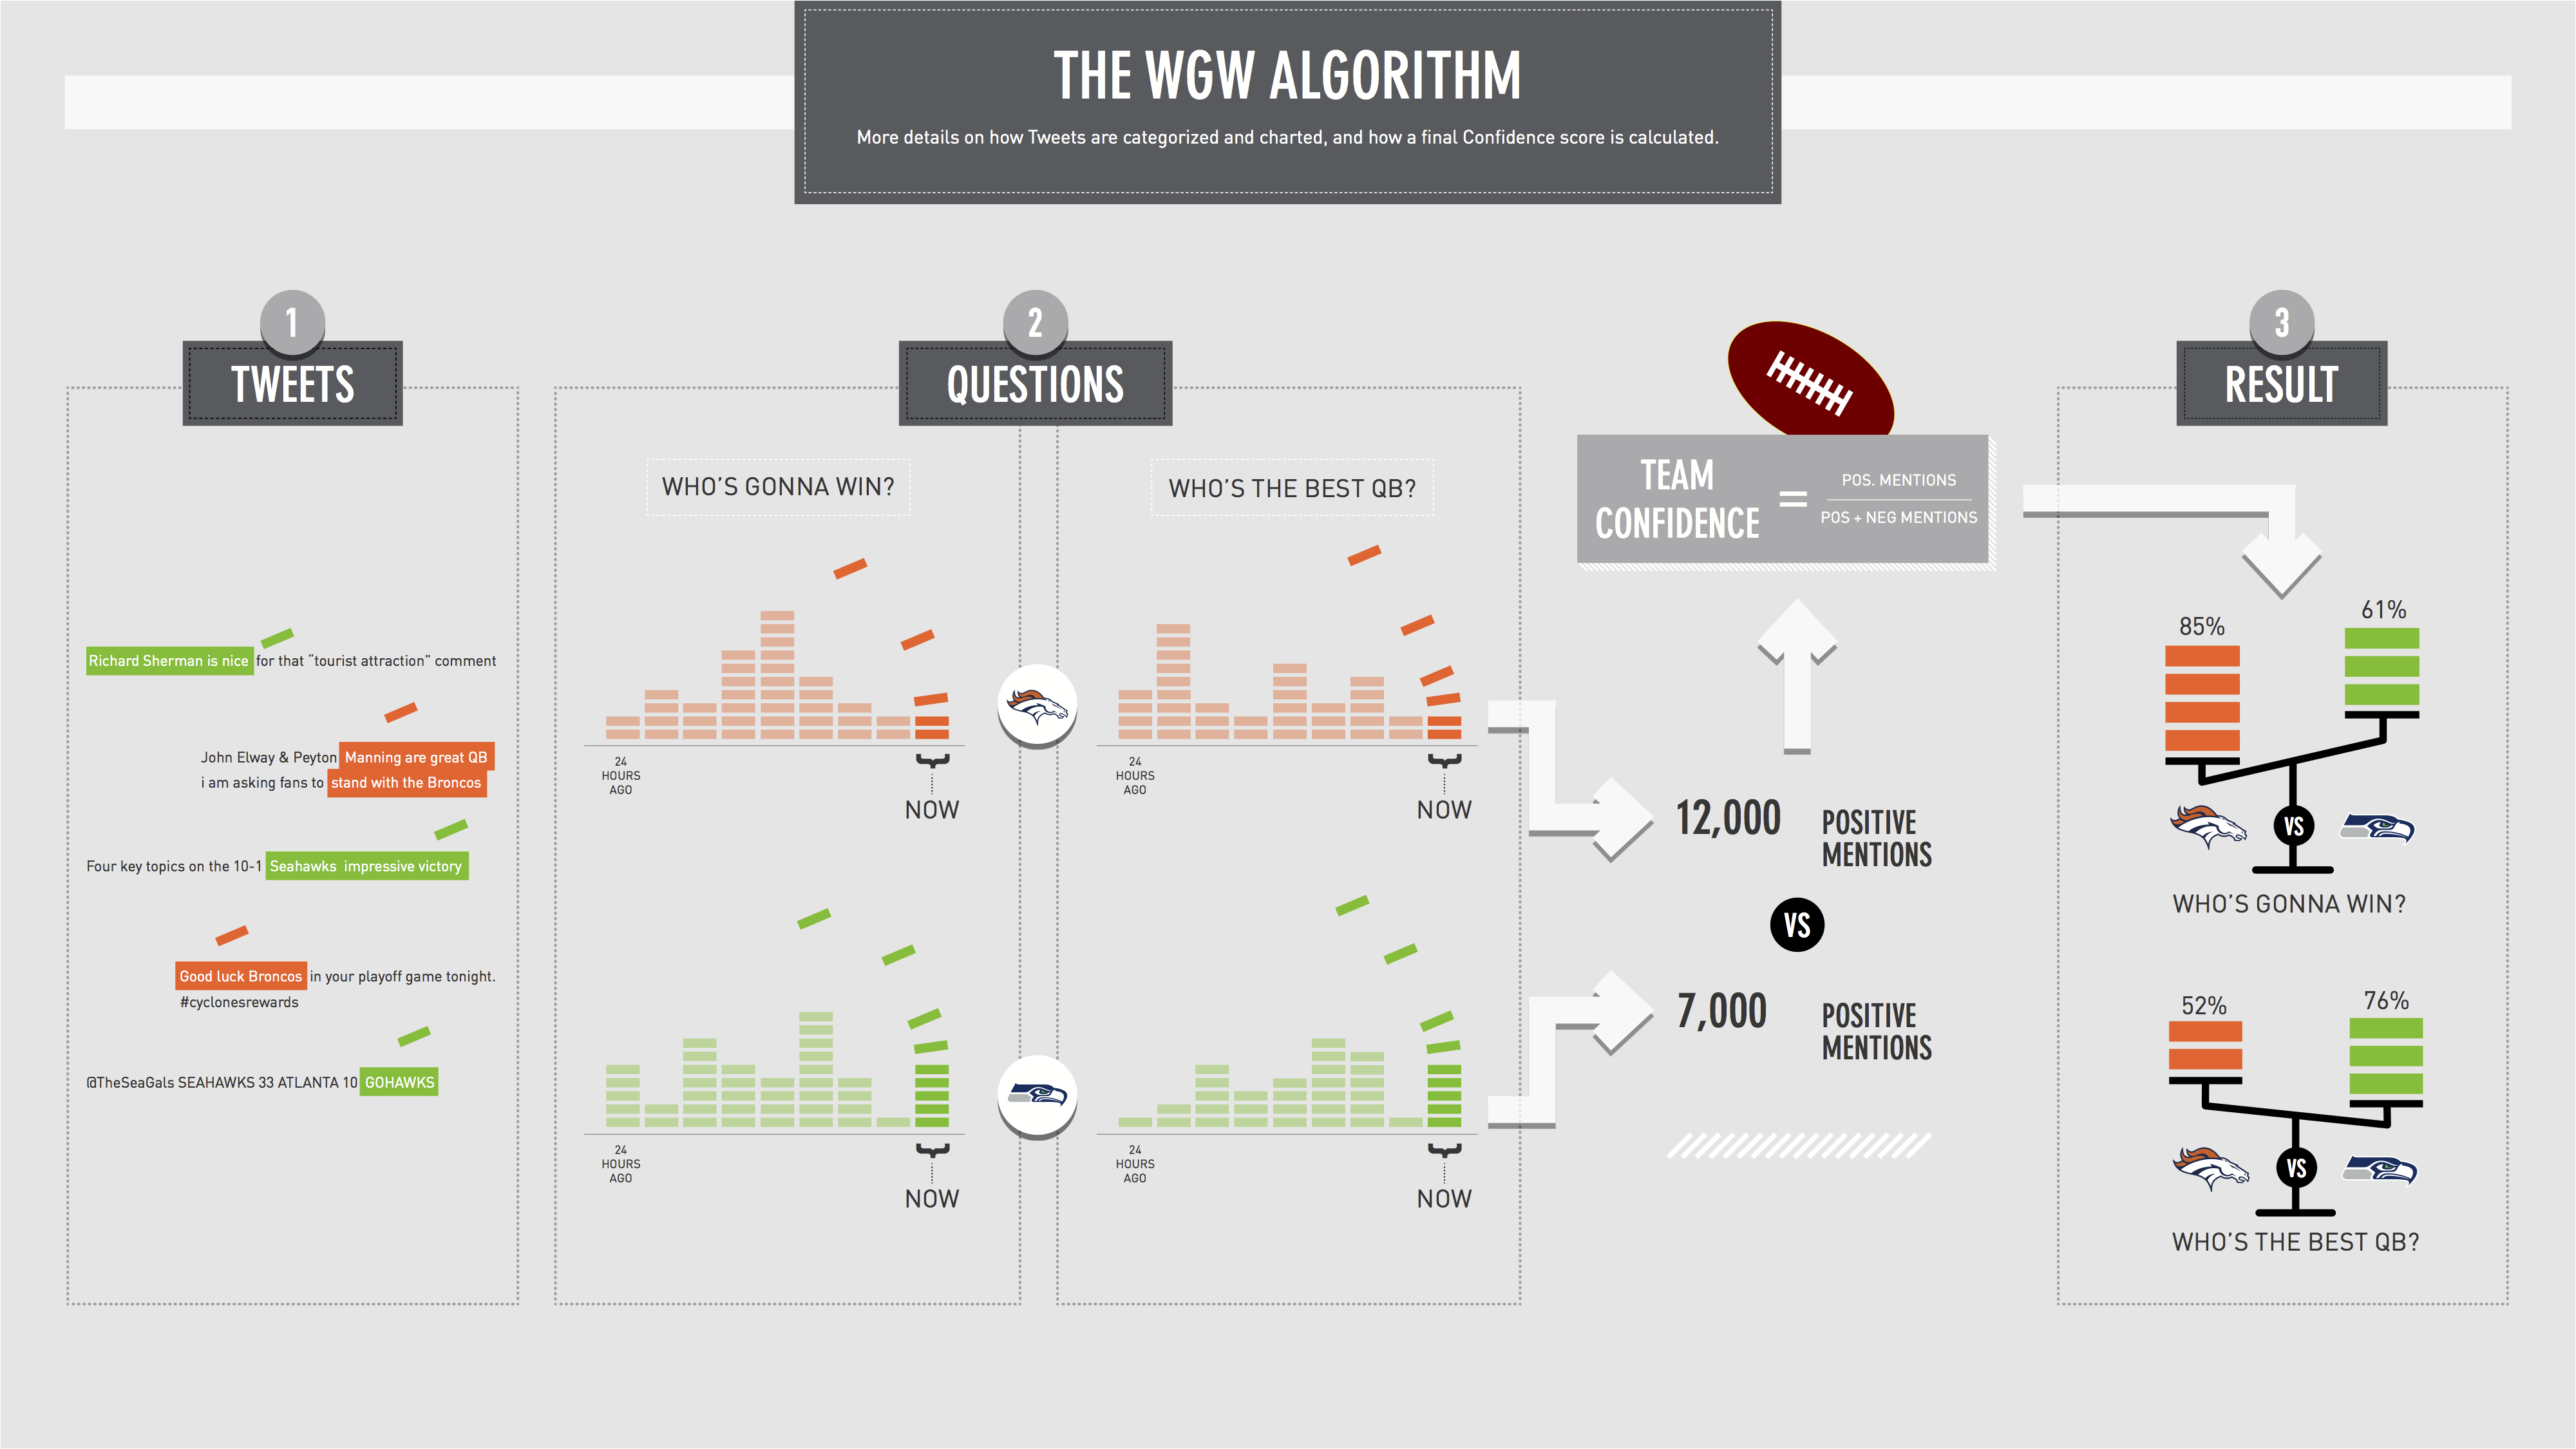 THE WGW ALGORITHM
More details on how Tweets are categorized and charted, and how a final Confidence score is calculated.
1
TWEETS
Richard Sherman is nice for that “tourist attraction” comment
John Elway & Peyton Manning are great QB
i am asking fans to stand with the Broncos
Four key topics on the 10-1 Seahawks impressive victory
Good luck Broncos in your playoff game tonight.
#cyclonesrewards
@TheSeaGals SEAHAWKS 33 ATLANTA 10 GOHAWKS
2
QUESTIONS
WHO'S GONNA WIN?
24
HOURS
AGO
NOW
24
HOURS
AGO
NOW
WHO'S THE BEST QB?
24
HOURS
AGO
NOW
24
HOURS
AGO
NOW
TEAM
CONFIDENCE
=
POS. MENTIONS
POS + NEG MENTIONS
12,000 POSITIVE
MENTIONS
VS
7,000 POSITIVE
MENTIONS
3
RESULT
85% 61%
VS
WHO'S GONNA WIN?
52% 76%
VS
WHO'S THE BEST QB?